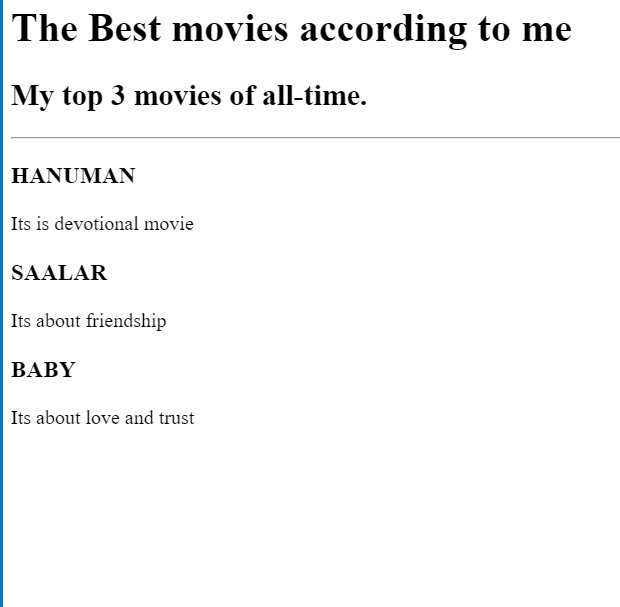 The Best movies according to me
My top 3 movies of all-time.
HANUMAN
Its is devotional movie
SAALAR
Its about friendship
BABY
Its about love and trust